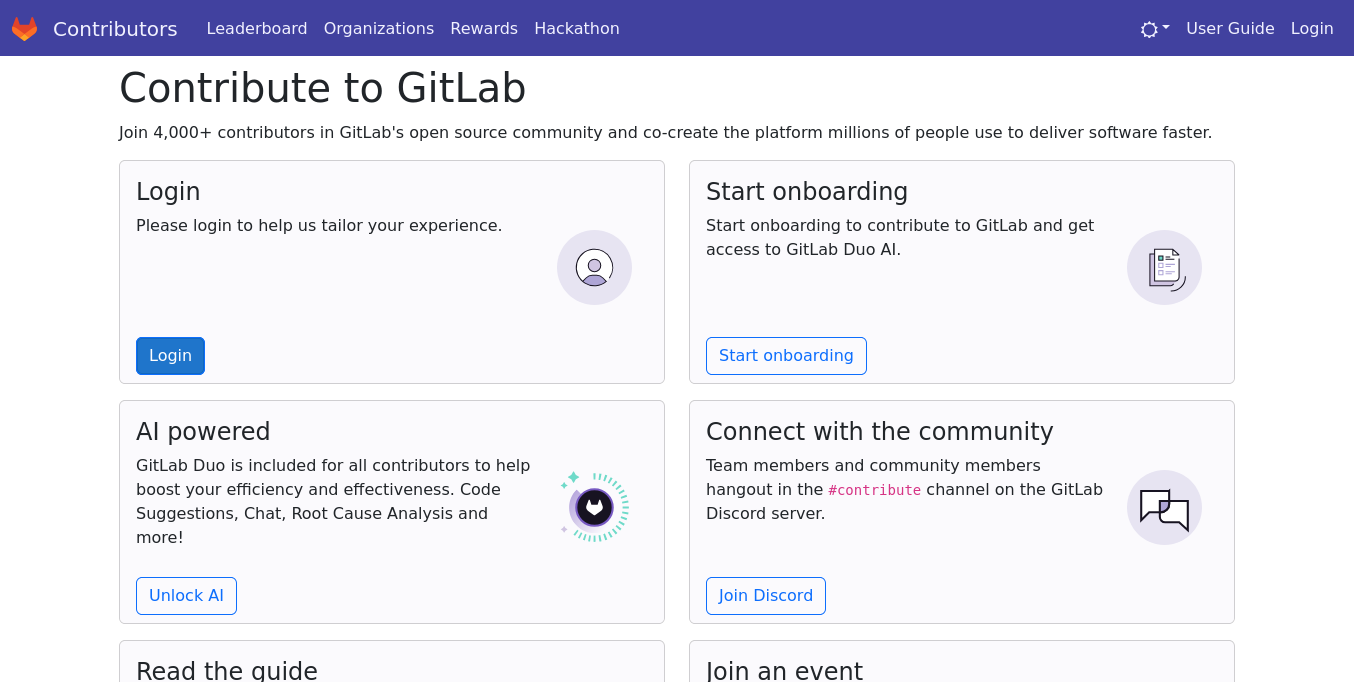 Contributors Leaderboard Organizations Rewards Hackathon User Guide Login
Contribute to GitLab
Join 4,000+ contributors in GitLab's open source community and co-create the platform millions of people use to deliver software faster.
Login
Please login to help us tailor your experience.
Login
Start onboarding
Start onboarding to contribute to GitLab and get
access to GitLab Duo AI.
Start onboarding
AI powered
GitLab Duo is included for all contributors to help
boost your efficiency and effectiveness. Code
Suggestions, Chat, Root Cause Analysis and
more!
Unlock AI
Connect with the community
Team members and community members
hangout in the #contribute channel on the GitLab
Discord server.
Join Discord
Read the guide
Join an event